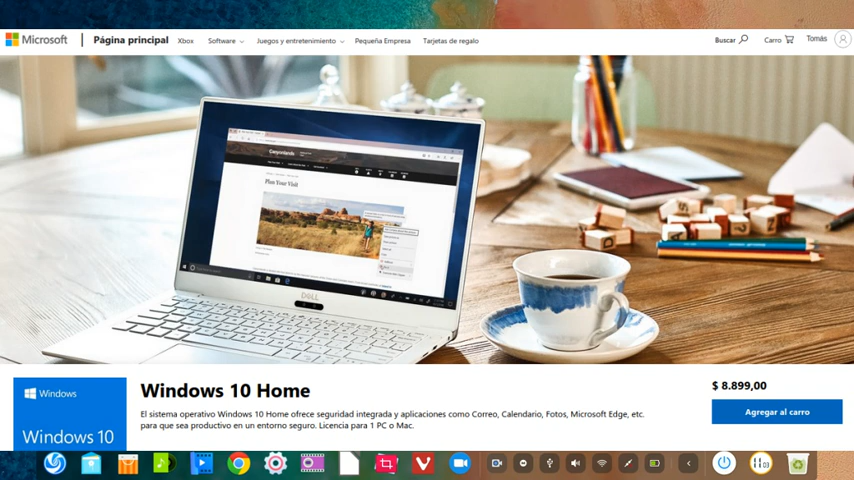 Microsoft Página principal Xbox Software Juegos y entretenimiento Pequeña Empresa Tarjetas de regalo Buscar Carro Tomás
Canyonlands
Plan Your Visit
DELL
Windows
Windows 10
Windows 10 Home
El sistema operativo Windows 10 Home ofrece seguridad integrada y aplicaciones como Correo, Calendario, Fotos, Microsoft Edge, etc.
para que sea productivo en un entorno seguro. Licencia para 1 PC o Mac.
$ 8.899,00
Agregar al carro